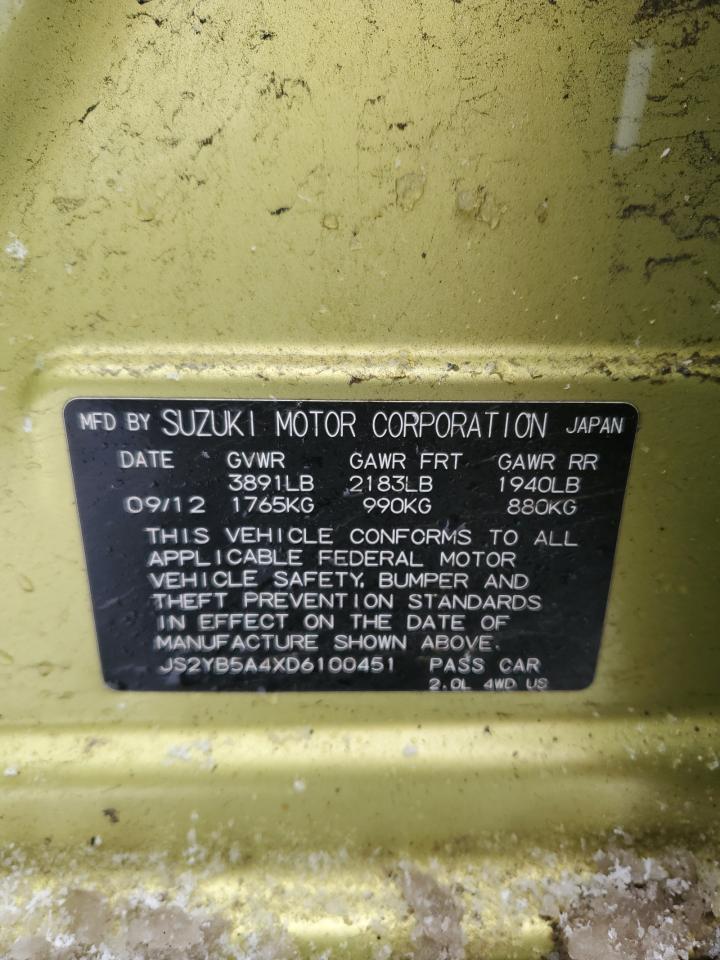 MFD BY SUZUKI MOTOR CORPORATION JAPAN
DATE GVWR GAWR FRT GAWR RR
3891LB 2183LB 1940LB
09/12 1765KG 990KG 880KG
THIS VEHICLE CONFORMS TO ALL
APPLICABLE FEDERAL MOTOR
VEHICLE SAFETY, BUMPER AND
THEFT PREVENTION STANDARDS
IN EFFECT ON THE DATE OF
MANUFACTURE SHOWN ABOVE.
JS2YB5A4XD6100451 PASS CAR
2.0L 4WD US